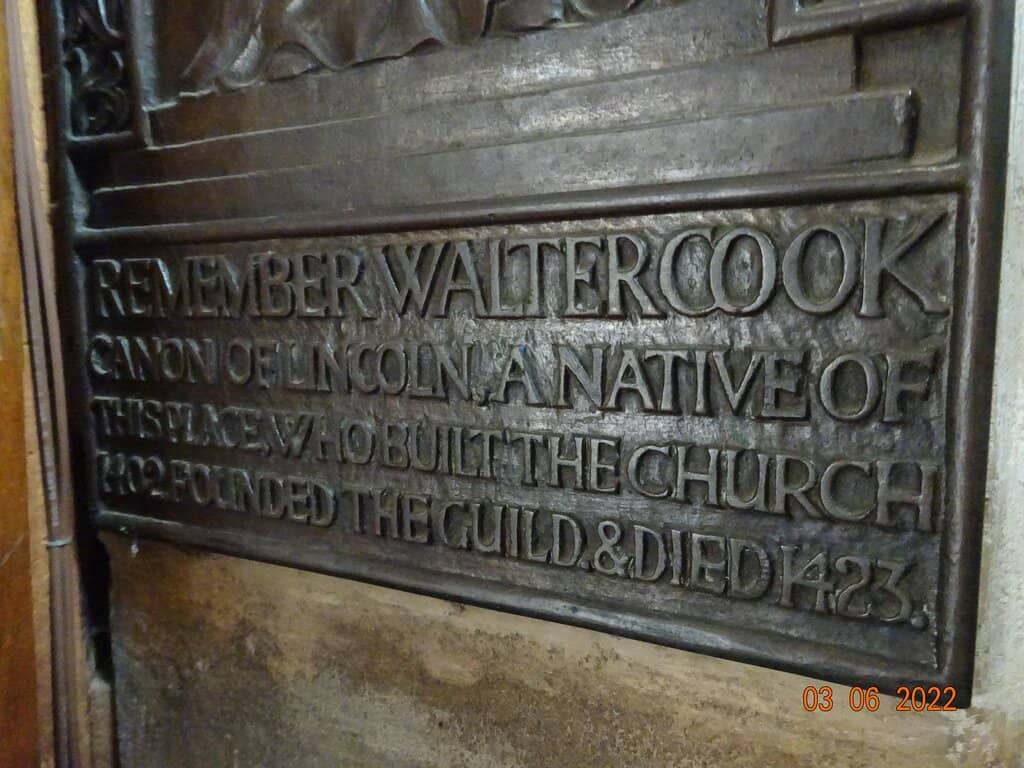 REMEMBER WALTER COOK
CANON OF LINCOLN, A NATIVE OF
THIS PLACE, WHO BUILT THE CHURCH
1402 FOUNDED THE GUILD, & DIED 1423.
03 06 2022